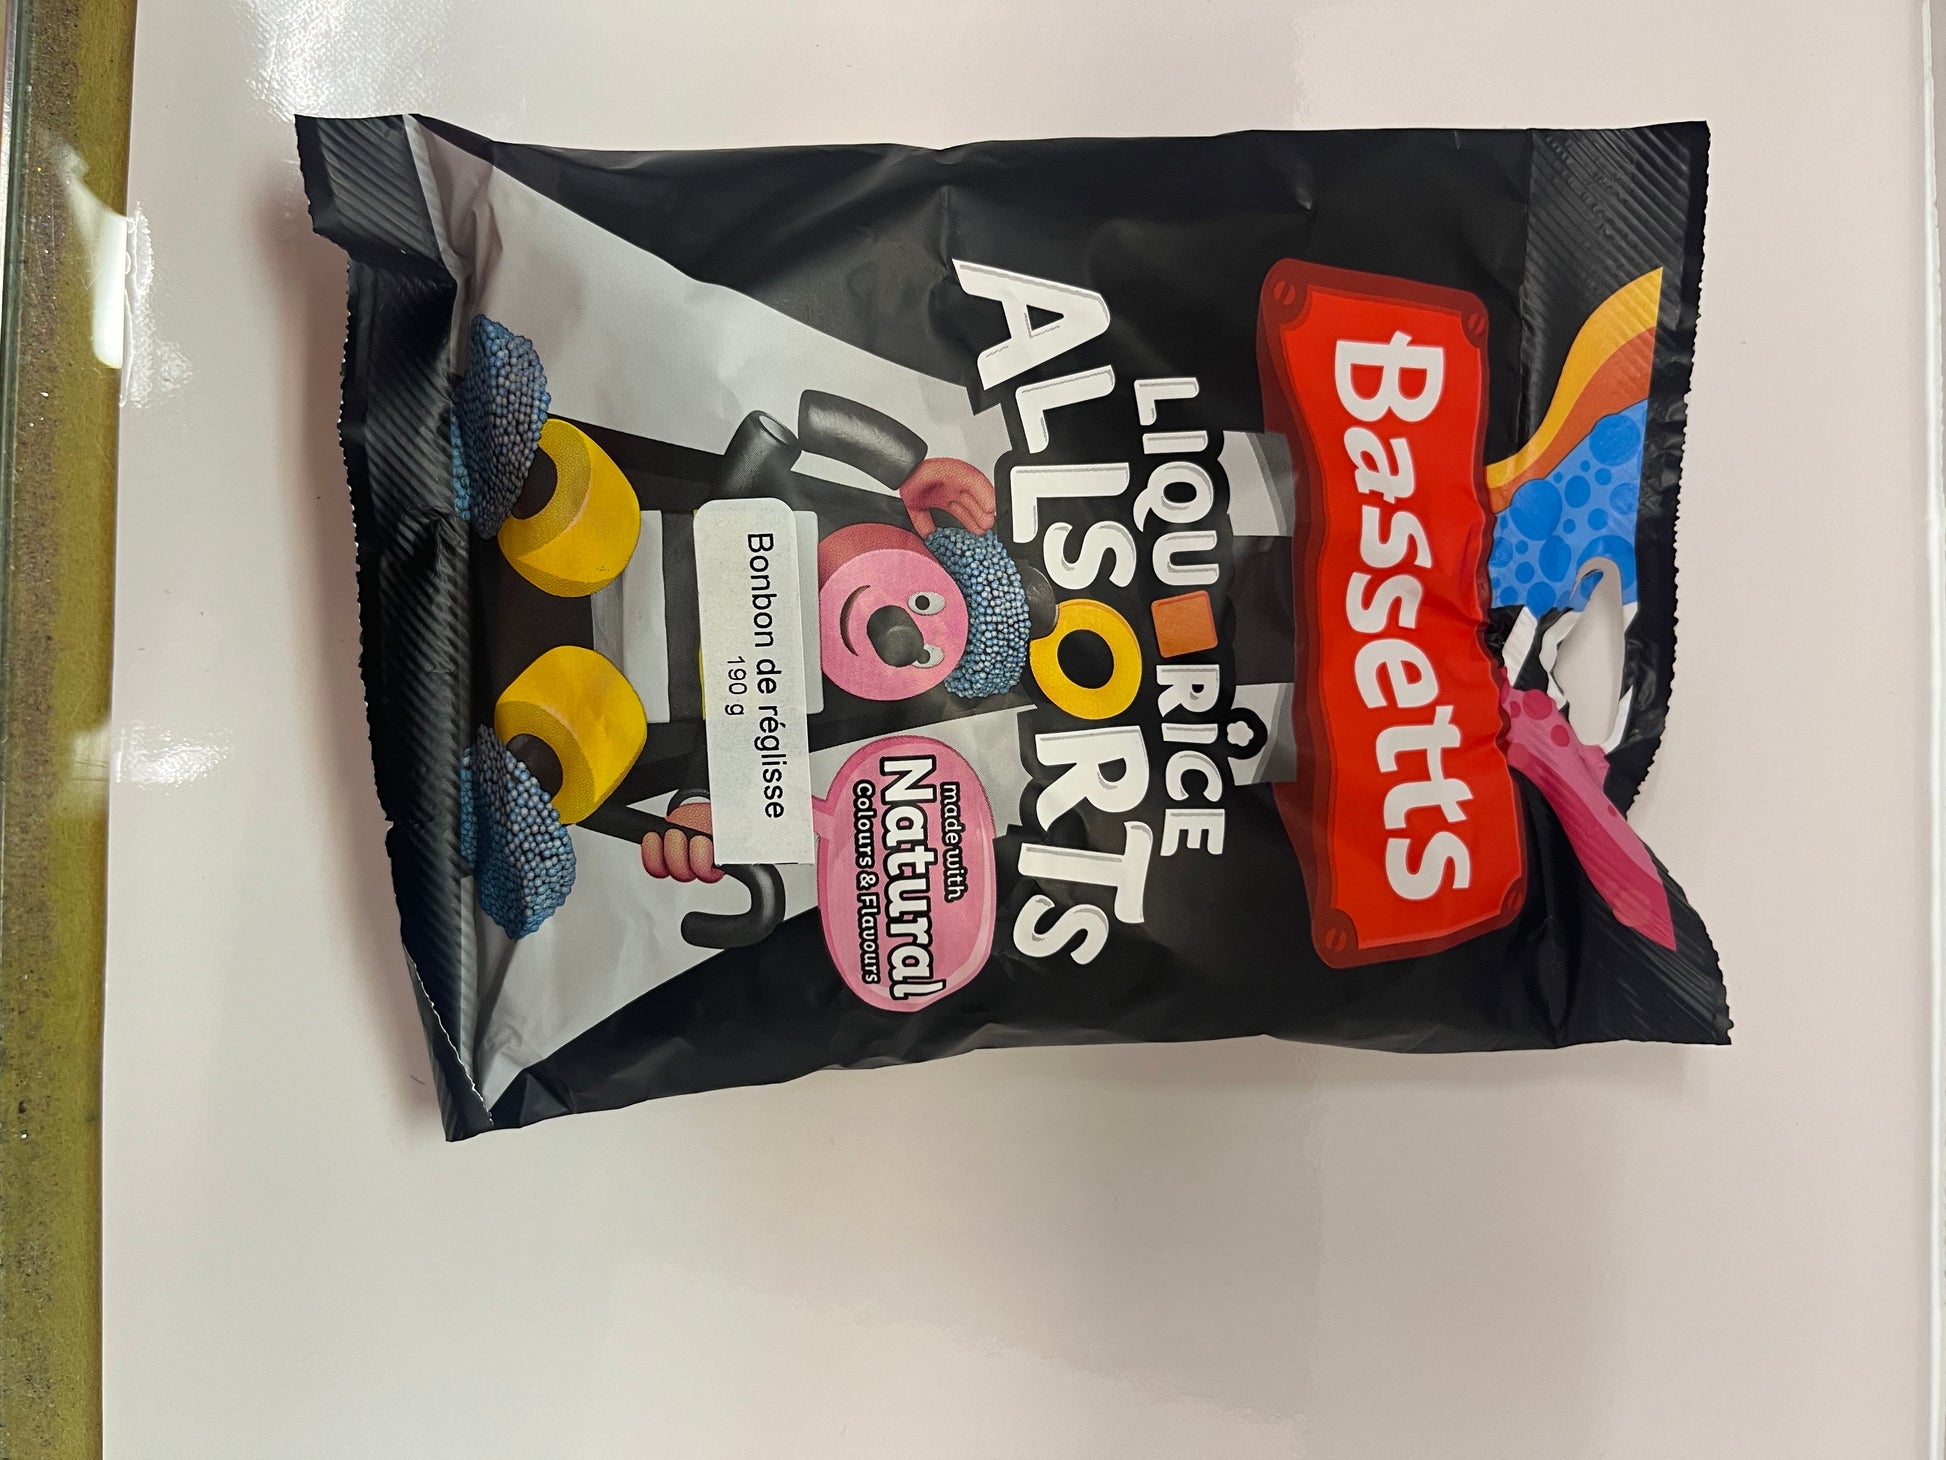 Bassetts
LIQUORICE
ALLSORTS
made with
Natural
Colours & Flavours
Bonbon de réglisse
190 g